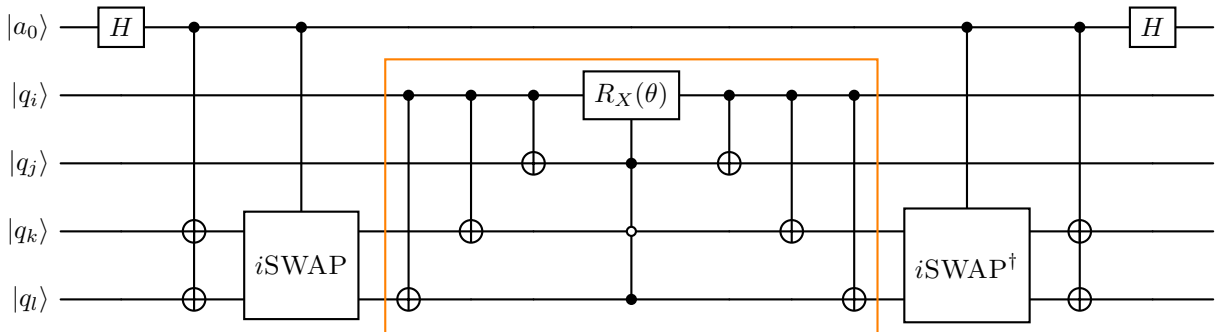 |a₀⟩ H H
|qᵢ⟩ R_X(θ)
|qⱼ⟩
|qₖ⟩
iSWAP iSWAP†
|qₗ⟩